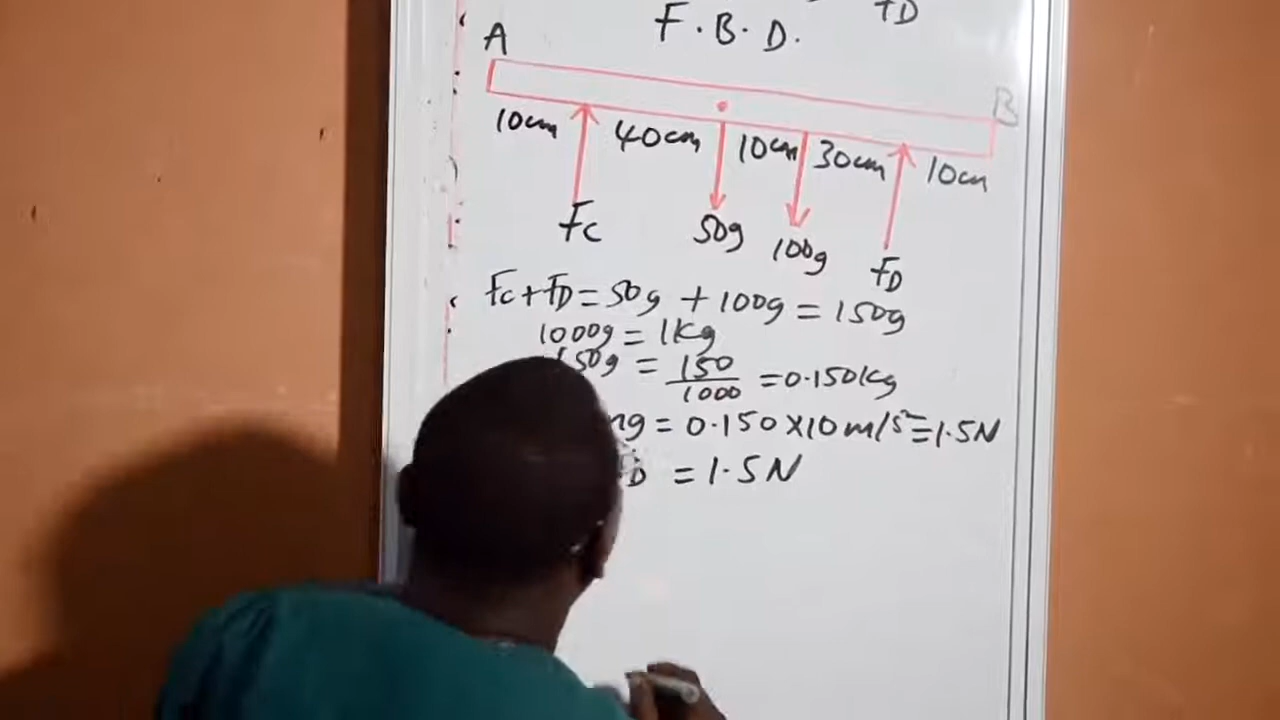 FD
F.B.D.
A
B
10cm 40cm 10cm 30cm 10cm
Fc 50g 100g FD
Fc+FD=50g +100g = 150g
1000g = 1Kg
150g = 150/1000 =0.150kg
mg = 0.150×10m/s²=1.5N
D = 1.5N